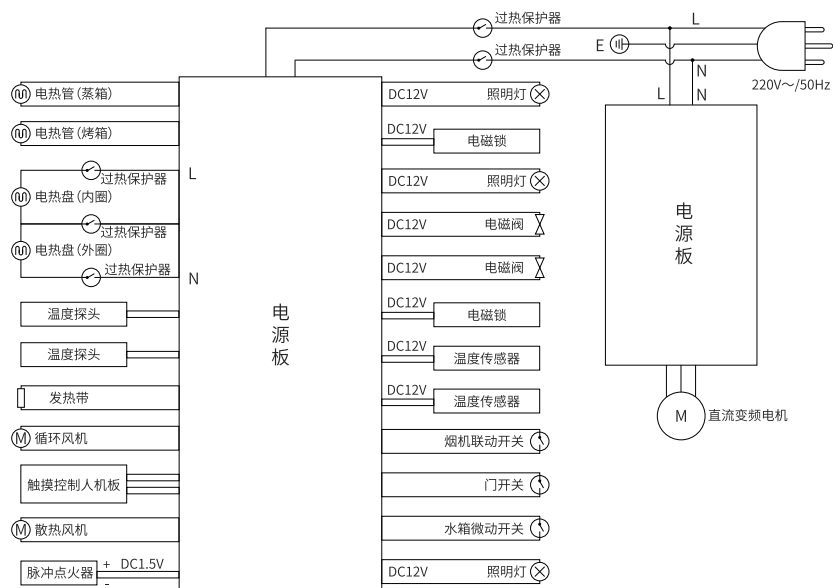 过热保护器
L
E
过热保护器
N
220V～/50Hz
L
N
电热管(蒸箱)
电热管(烤箱)
过热保护器
L
电热盘(内圈)
过热保护器
电热盘(外圈)
过热保护器
N
温度探头
温度探头
发热带
M
循环风机
触摸控制人机板
M
散热风机
脉冲点火器
+
DC1.5V
-
电源板
DC12V
照明灯
DC12V
电磁锁
DC12V
照明灯
DC12V
电磁阀
DC12V
电磁阀
DC12V
电磁锁
DC12V
温度传感器
DC12V
温度传感器
烟机联动开关
门开关
水箱微动开关
DC12V
照明灯
电源板
M
直流变频电机